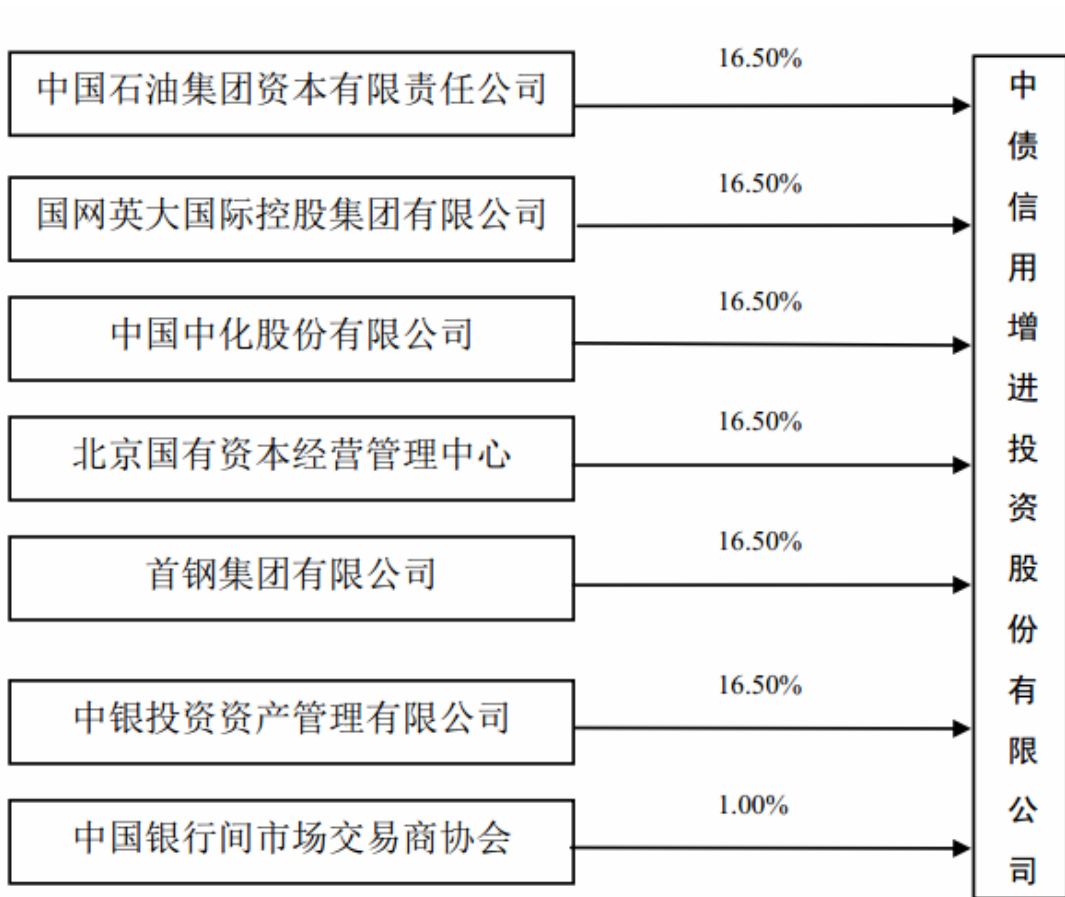 中国石油集团资本有限责任公司
16.50%
国网英大国际控股集团有限公司
16.50%
中国中化股份有限公司
16.50%
北京国有资本经营管理中心
16.50%
首钢集团有限公司
16.50%
中银投资资产管理有限公司
16.50%
中国银行间市场交易商协会
1.00%
中债信用增进投资股份有限公司